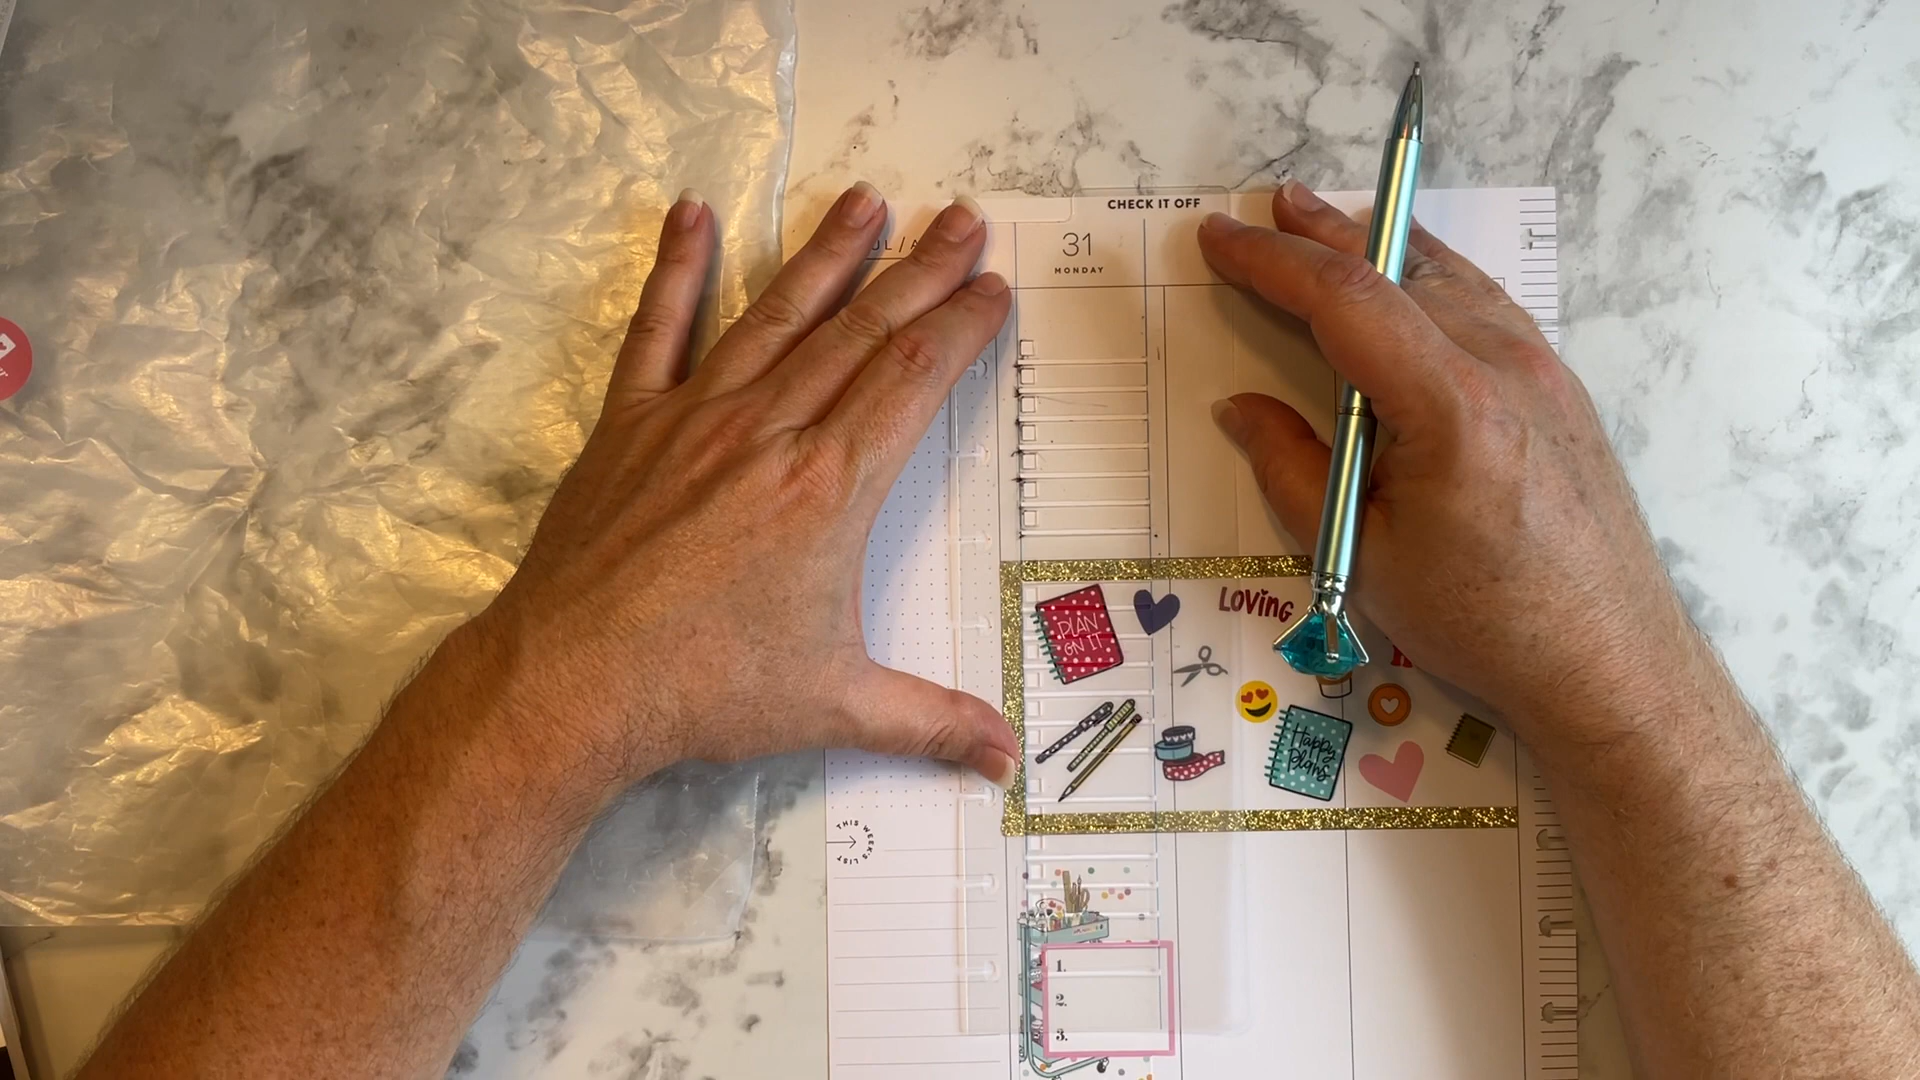 CHECK IT OFF
31
MONDAY
PLAN
ON IT
LOVING
Happy
Plans
THIS WEEK'S LIST
1.
2.
3.